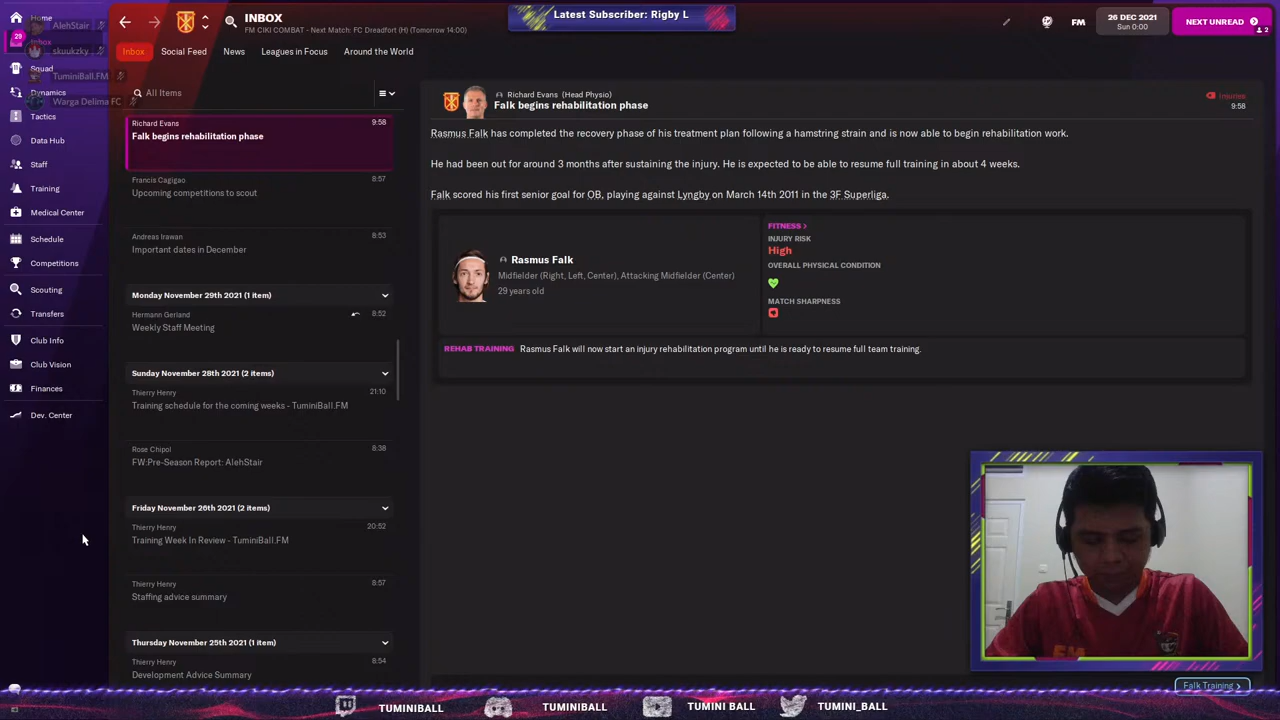 Home
AlehStair
29
Inbox
skuukzky
Squad
TuminiBall.FM
Dynamics
Warga Delima FC
Tactics
Data Hub
Staff
Training
Medical Center
Schedule
Competitions
Scouting
Transfers
Club Info
Club Vision
Finances
Dev. Center
INBOX
FM CIKI COMBAT - Next Match: FC Dreadfort (H) (Tomorrow 14:00)
Latest Subscriber: Rigby L
FM
26 DEC 2021
Sun 0:00
NEXT UNREAD
2
Inbox
Social Feed
News
Leagues in Focus
Around the World
All Items
Richard Evans 9:58
Falk begins rehabilitation phase
Francis Cagigao 8:57
Upcoming competitions to scout
Andreas Irawan 8:53
Important dates in December
Monday November 29th 2021 (1 item)
Hermann Gerland 8:52
Weekly Staff Meeting
Sunday November 28th 2021 (2 items)
Thierry Henry 21:10
Training schedule for the coming weeks - TuminiBall.FM
Rose Chipol 8:38
FW:Pre-Season Report: AlehStair
Friday November 26th 2021 (2 items)
Thierry Henry 20:52
Training Week In Review - TuminiBall.FM
Thierry Henry 8:57
Staffing advice summary
Thursday November 25th 2021 (1 item)
Thierry Henry 8:54
Development Advice Summary
Richard Evans (Head Physio)
Falk begins rehabilitation phase
Injuries
9:58
Rasmus Falk has completed the recovery phase of his treatment plan following a hamstring strain and is now able to begin rehabilitation work.
He had been out for around 3 months after sustaining the injury. He is expected to be able to resume full training in about 4 weeks.
Falk scored his first senior goal for OB, playing against Lyngby on March 14th 2011 in the 3F Superliga.
Rasmus Falk
Midfielder (Right, Left, Center), Attacking Midfielder (Center)
29 years old
FITNESS >
INJURY RISK
High
OVERALL PHYSICAL CONDITION
MATCH SHARPNESS
REHAB TRAINING Rasmus Falk will now start an injury rehabilitation program until he is ready to resume full team training.
Falk Training >
TUMINIBALL
TUMINIBALL
TUMINI BALL
TUMINI_BALL